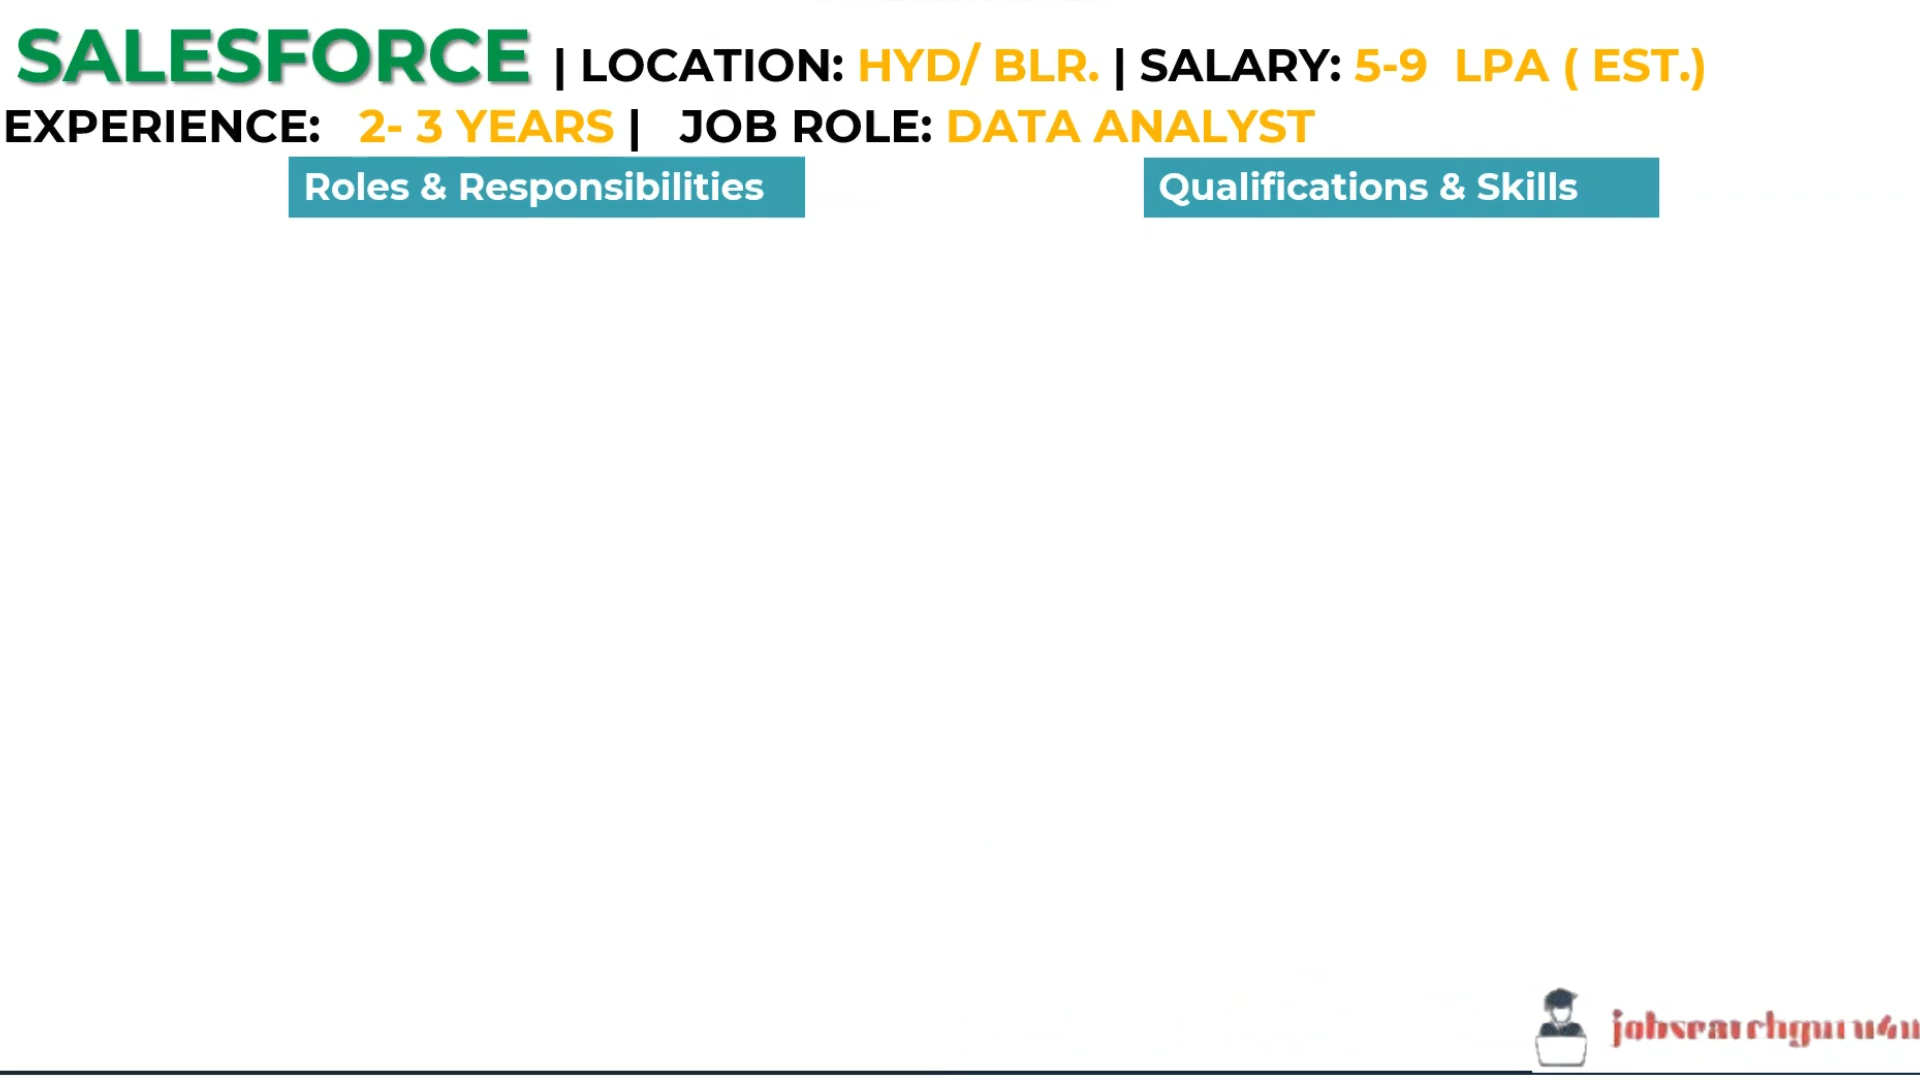 SALESFORCE | LOCATION: HYD/ BLR. | SALARY: 5-9 LPA ( EST.)
EXPERIENCE: 2- 3 YEARS | JOB ROLE: DATA ANALYST
Roles & Responsibilities
Qualifications & Skills
jobsearchguru4u